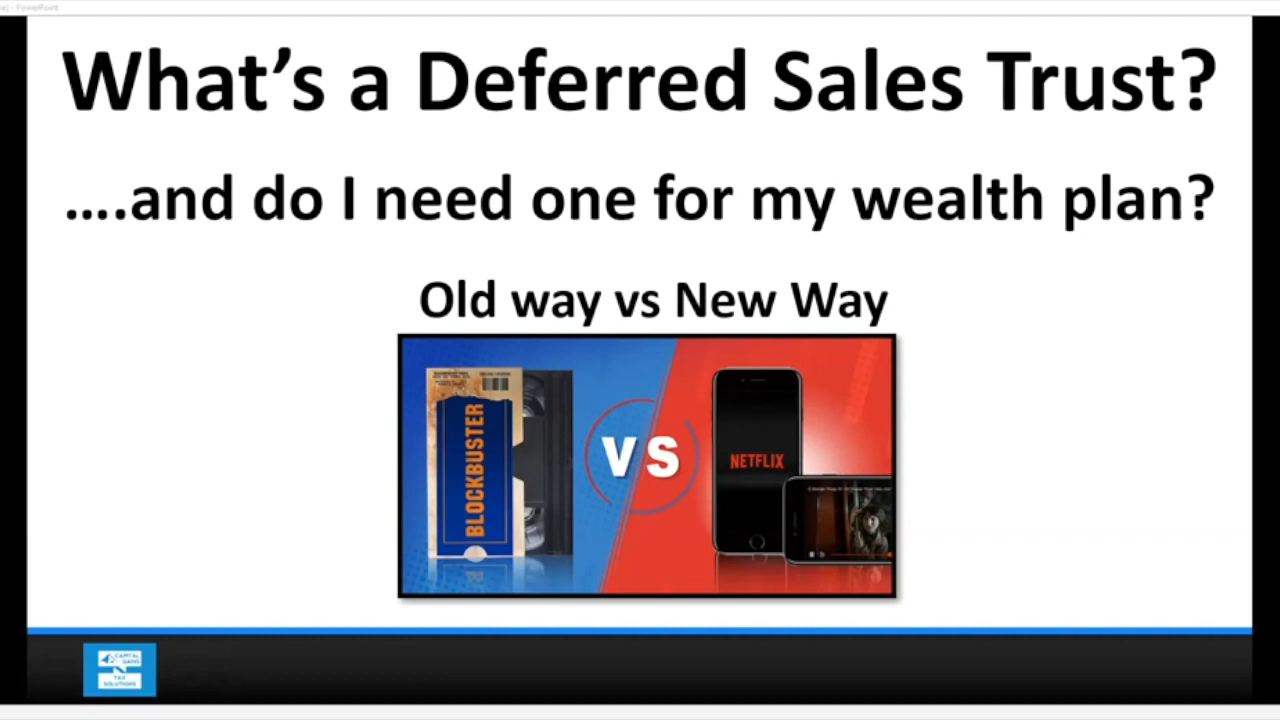 - PowerPoint
What's a Deferred Sales Trust?
....and do I need one for my wealth plan?
Old way vs New Way
BLOCKBUSTER
VS
NETFLIX
CAPITAL
GAINS
TAX
SOLUTIONS